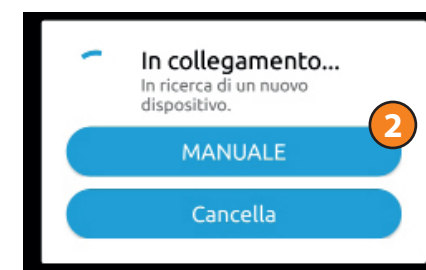 In collegamento...
In ricerca di un nuovo
dispositivo.
2
MANUALE
Cancella